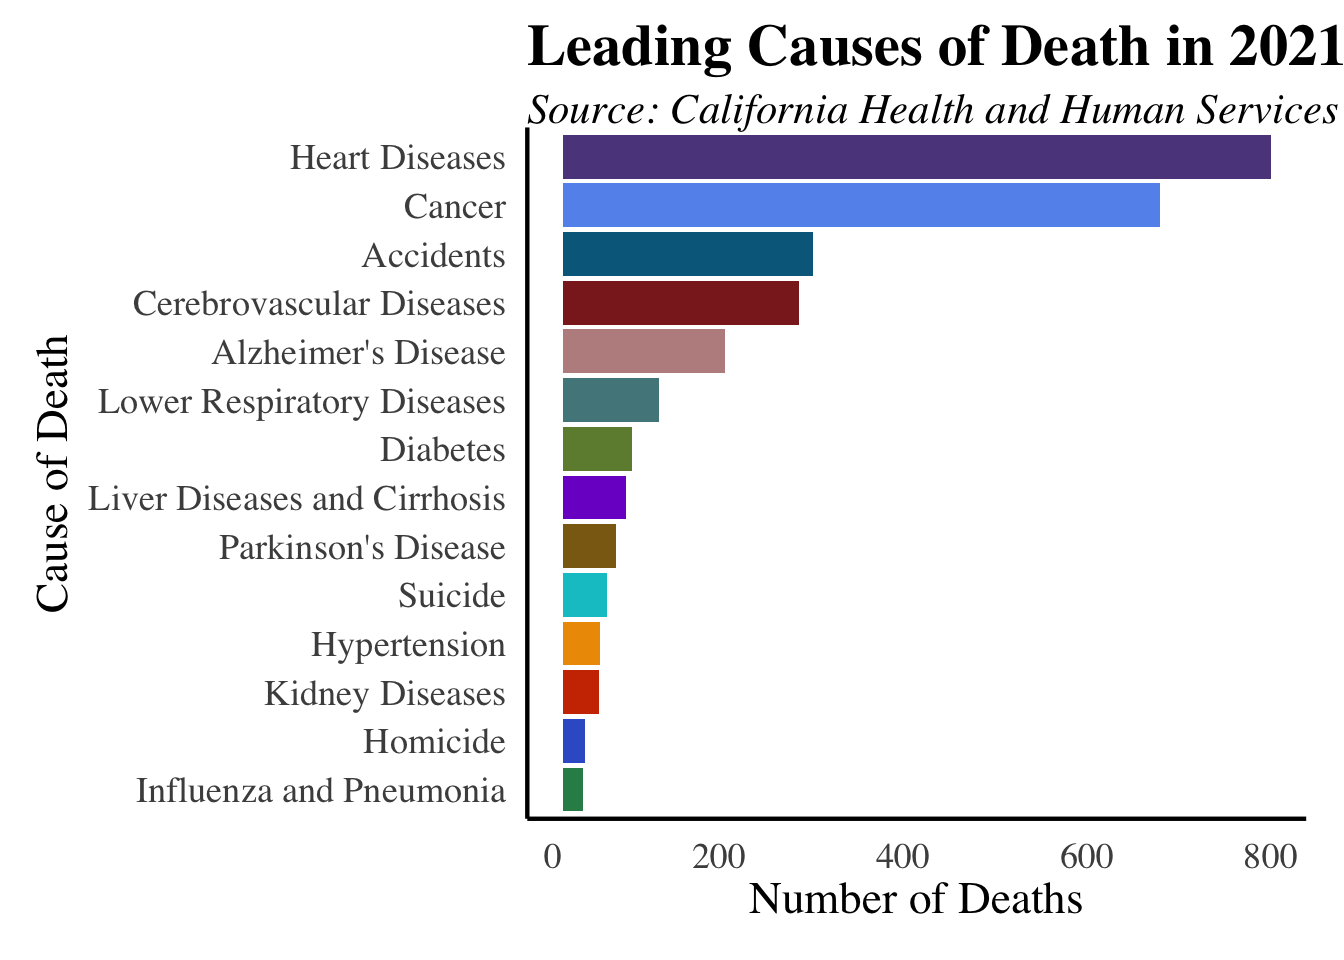 Leading Causes of Death in 2021
Source: California Health and Human Services
Heart Diseases
Cancer
Accidents
Cerebrovascular Diseases
Alzheimer's Disease
Lower Respiratory Diseases
Diabetes
Liver Diseases and Cirrhosis
Parkinson's Disease
Suicide
Hypertension
Kidney Diseases
Homicide
Influenza and Pneumonia
Cause of Death
0 200 400 600 800
Number of Deaths